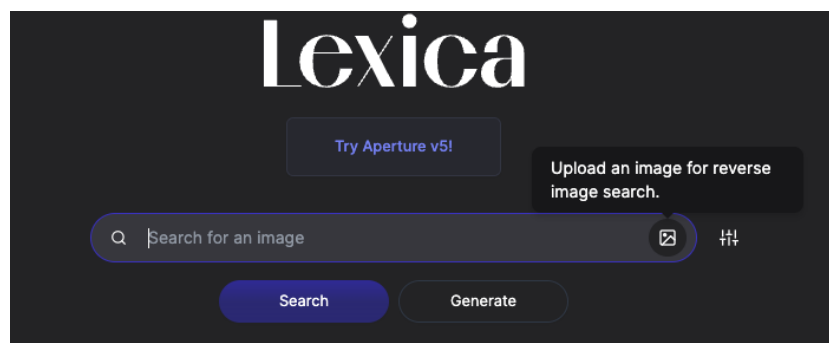 Lexica
Try Aperture v5!
Upload an image for reverse
image search.
Search for an image
Search
Generate